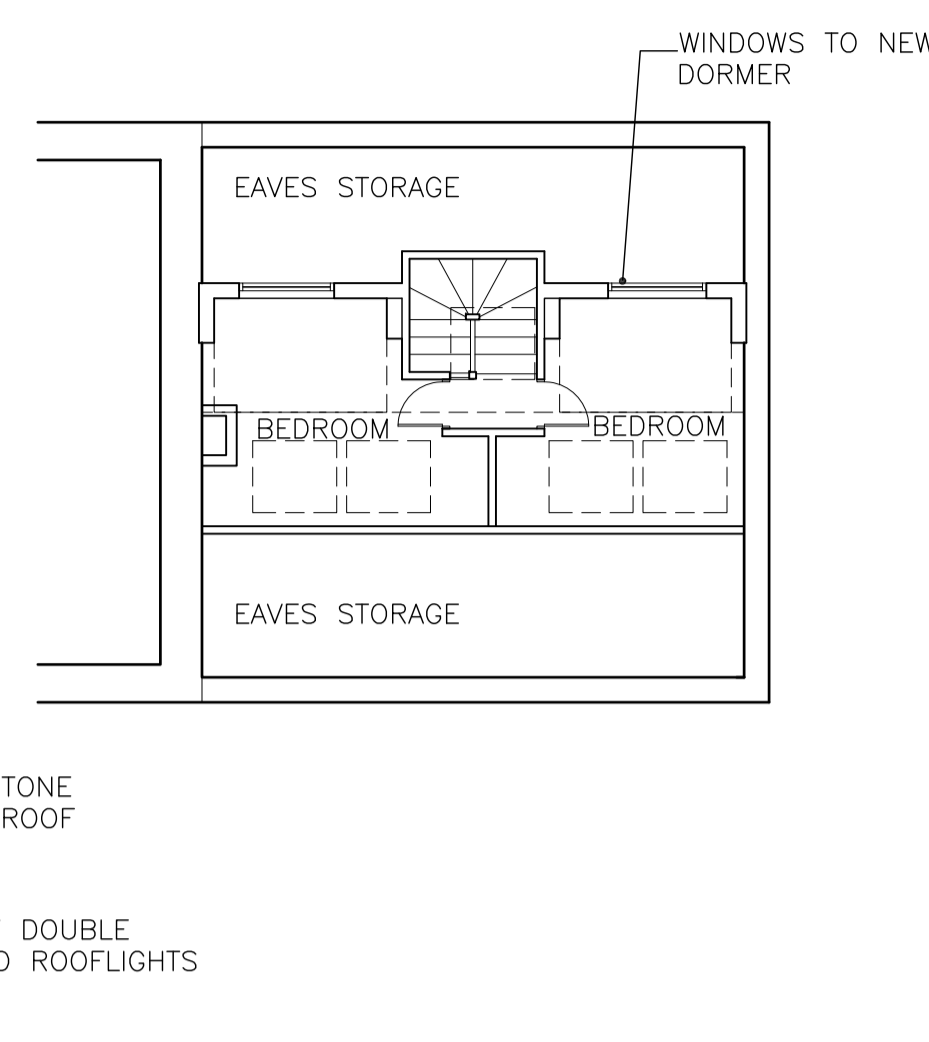 WINDOWS TO NEW
DORMER
EAVES STORAGE
BEDROOM
BEDROOM
EAVES STORAGE
TONE
ROOF
DOUBLE
ROOFLIGHTS